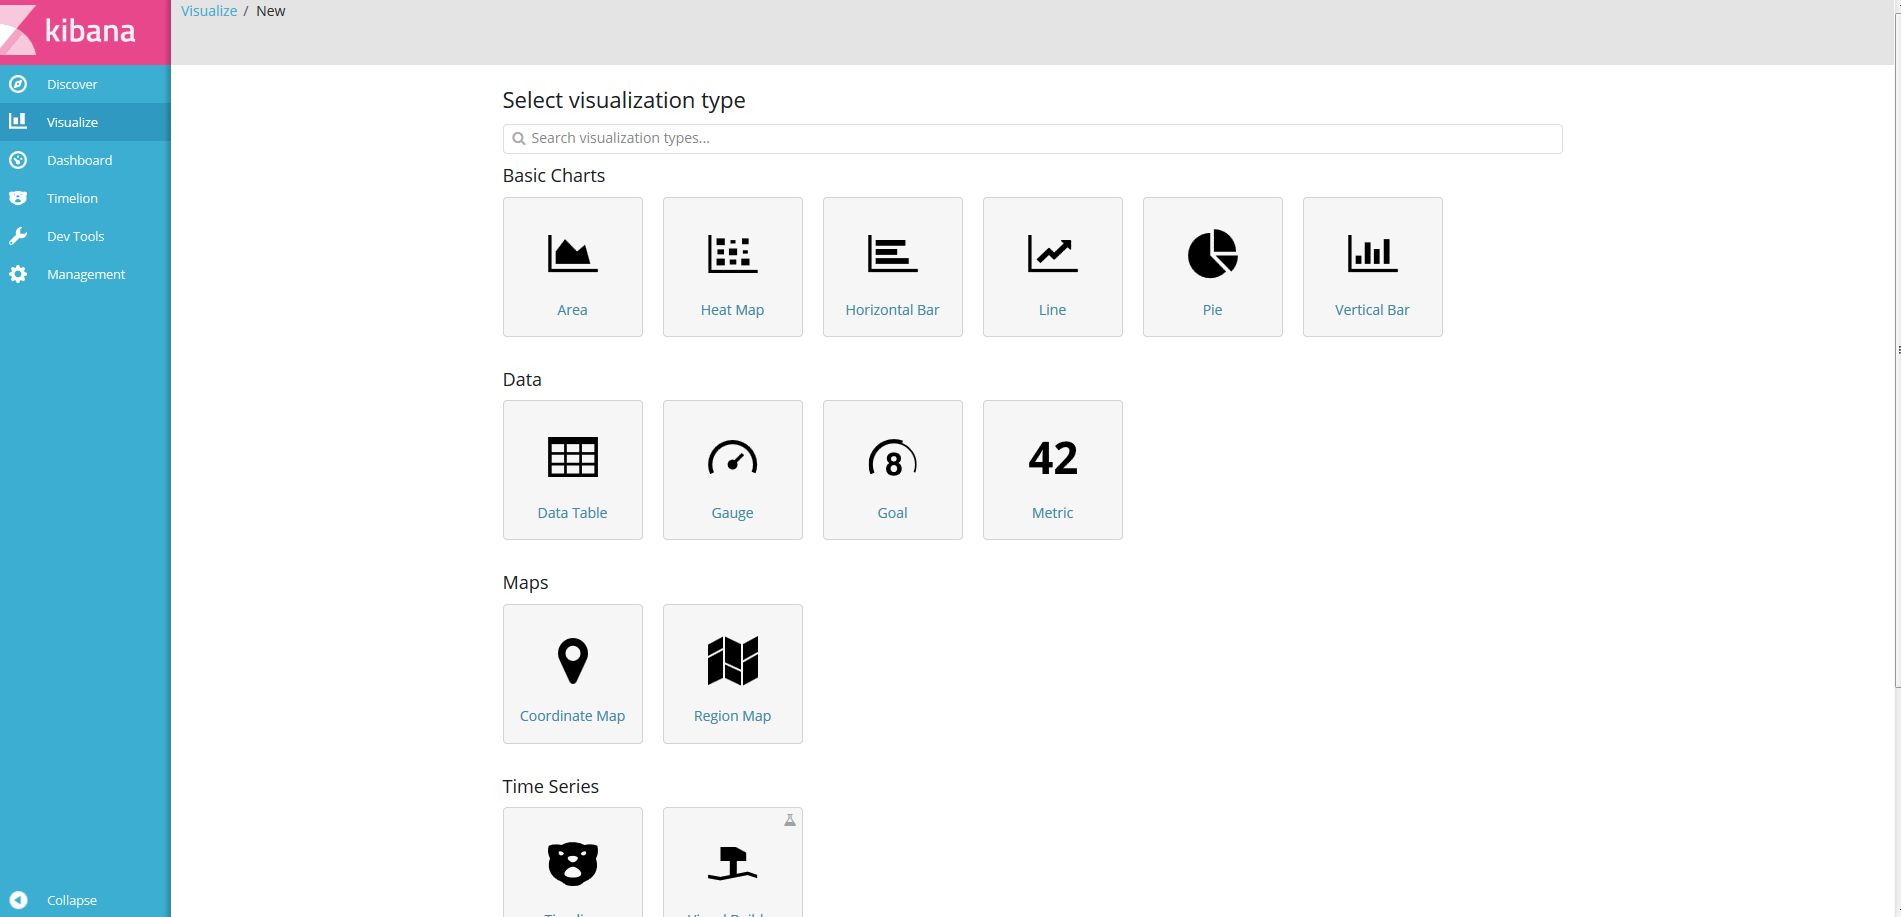 kibana
Visualize / New
Discover
Visualize
Dashboard
Timelion
Dev Tools
Management
Collapse
Select visualization type
Search visualization types...
Basic Charts
Area
Heat Map
Horizontal Bar
Line
Pie
Vertical Bar
Data
8
42
Data Table
Gauge
Goal
Metric
Maps
Coordinate Map
Region Map
Time Series